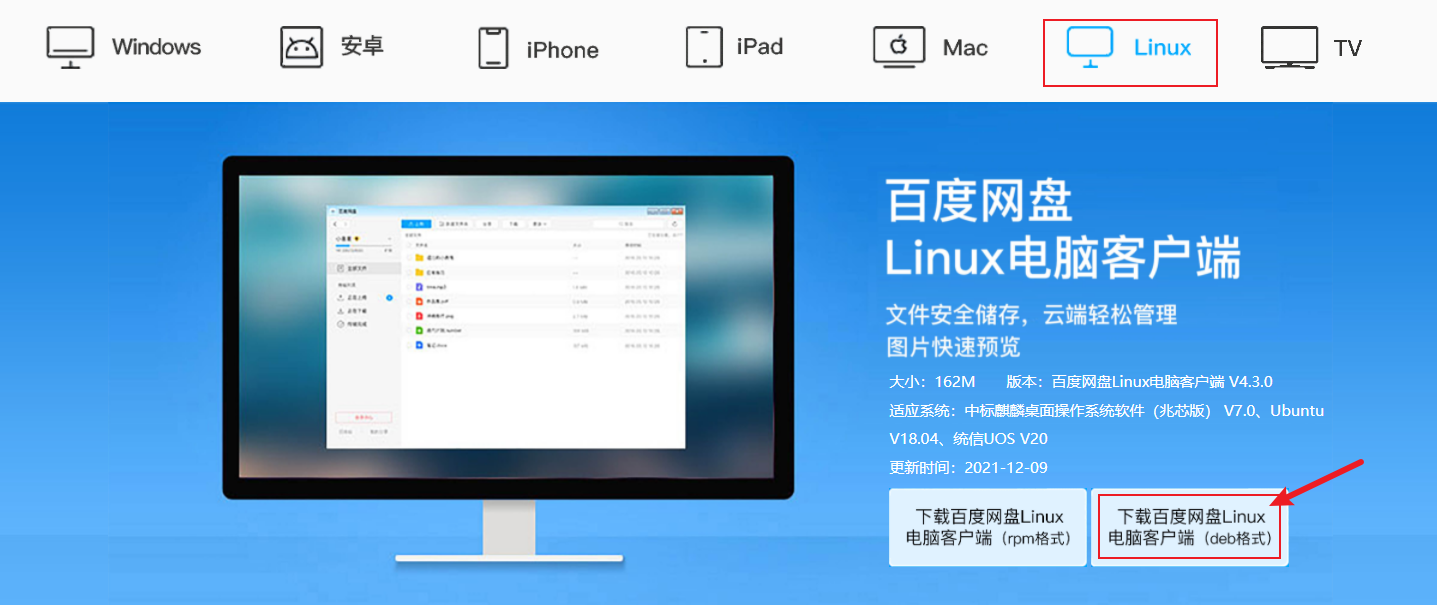 Windows
安卓
iPhone
iPad
Mac
Linux
TV
百度网盘
Linux电脑客户端
文件安全储存，云端轻松管理
图片快速预览
大小：162M 版本：百度网盘Linux电脑客户端 V4.3.0
适应系统：中标麒麟桌面操作系统软件（兆芯版） V7.0、Ubuntu
V18.04、统信UOS V20
更新时间：2021-12-09
下载百度网盘Linux
电脑客户端（rpm格式）
下载百度网盘Linux
电脑客户端（deb格式）